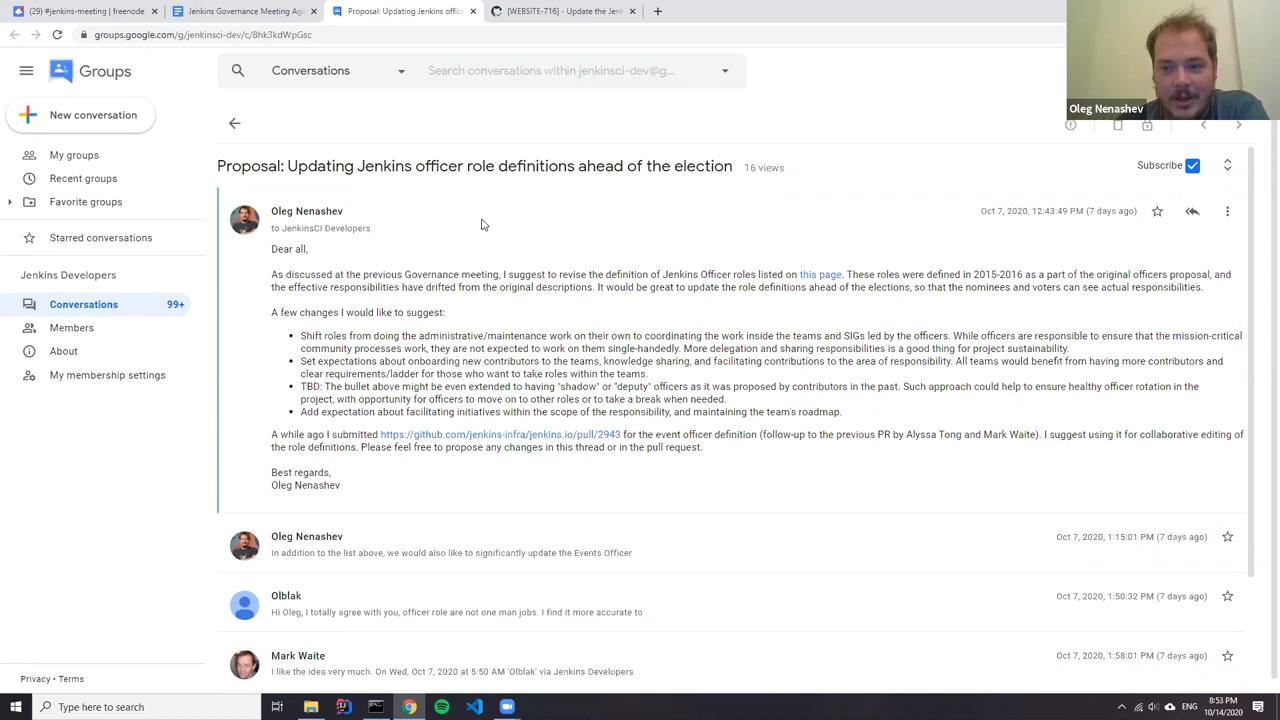 (29) #jenkins-meeting | freenode
Jenkins Governance Meeting Age
Proposal: Updating Jenkins offic
[WEBSITE-716] - Update the Jen
groups.google.com/g/jenkinsci-dev/c/8hk3kdWpGsc
Groups
Conversations
Search conversations within jenkinsci-dev@g...
Oleg Nenashev
New conversation
My groups
Recent groups
Favorite groups
Starred conversations
Jenkins Developers
Conversations 99+
Members
About
My membership settings
Privacy • Terms
Proposal: Updating Jenkins officer role definitions ahead of the election 16 views
Subscribe
Oleg Nenashev
Oct 7, 2020, 12:43:49 PM (7 days ago)
to JenkinsCI Developers
Dear all,
As discussed at the previous Governance meeting, I suggest to revise the definition of Jenkins Officer roles listed on this page. These roles were defined in 2015-2016 as a part of the original officers proposal, and
the effective responsibilities have drifted from the original descriptions. It would be great to update the role definitions ahead of the elections, so that the nominees and voters can see actual responsibilities.
A few changes I would like to suggest:
• Shift roles from doing the administrative/maintenance work on their own to coordinating the work inside the teams and SIGs led by the officers. While officers are responsible to ensure that the mission-critical
community processes work, they are not expected to work on them single-handedly. More delegation and sharing responsibilities is a good thing for project sustainability.
• Set expectations about onboarding new contributors to the teams, knowledge sharing, and facilitating contributions to the area of responsibility. All teams would benefit from having more contributors and
clear requirements/ladder for those who want to take roles within the teams.
• TBD: The bullet above might be even extended to having "shadow" or "deputy" officers as it was proposed by contributors in the past. Such approach could help to ensure healthy officer rotation in the
project, with opportunity for officers to move on to other roles or to take a break when needed.
• Add expectation about facilitating initiatives within the scope of the responsibility, and maintaining the team's roadmap.
A while ago I submitted https://github.com/jenkins-infra/jenkins.io/pull/2943 for the event officer definition (follow-up to the previous PR by Alyssa Tong and Mark Waite). I suggest using it for collaborative editing of
the role definitions. Please feel free to propose any changes in this thread or in the pull request.
Best regards,
Oleg Nenashev
Oleg Nenashev
Oct 7, 2020, 1:15:01 PM (7 days ago)
In addition to the list above, we would also like to significantly update the Events Officer
Olblak
Oct 7, 2020, 1:50:32 PM (7 days ago)
Hi Oleg, I totally agree with you, officer role are not one man jobs. I find it more accurate to
Mark Waite
Oct 7, 2020, 1:58:01 PM (7 days ago)
I like the idea very much. On Wed, Oct 7, 2020 at 5:50 AM 'Olblak' via Jenkins Developers
Type here to search
8:53 PM
10/14/2020